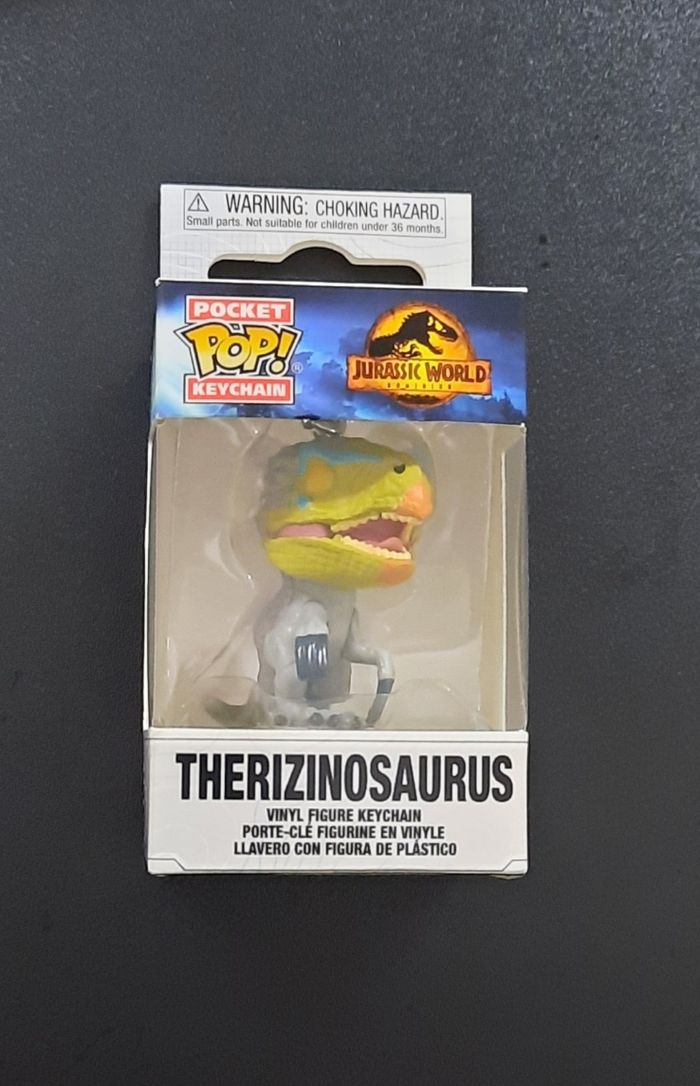 ⚠ WARNING: CHOKING HAZARD.
Small parts. Not suitable for children under 36 months.
POCKET
POP!®
KEYCHAIN
JURASSIC WORLD
DOMINION
THERIZINOSAURUS
VINYL FIGURE KEYCHAIN
PORTE-CLÉ FIGURINE EN VINYLE
LLAVERO CON FIGURA DE PLÁSTICO